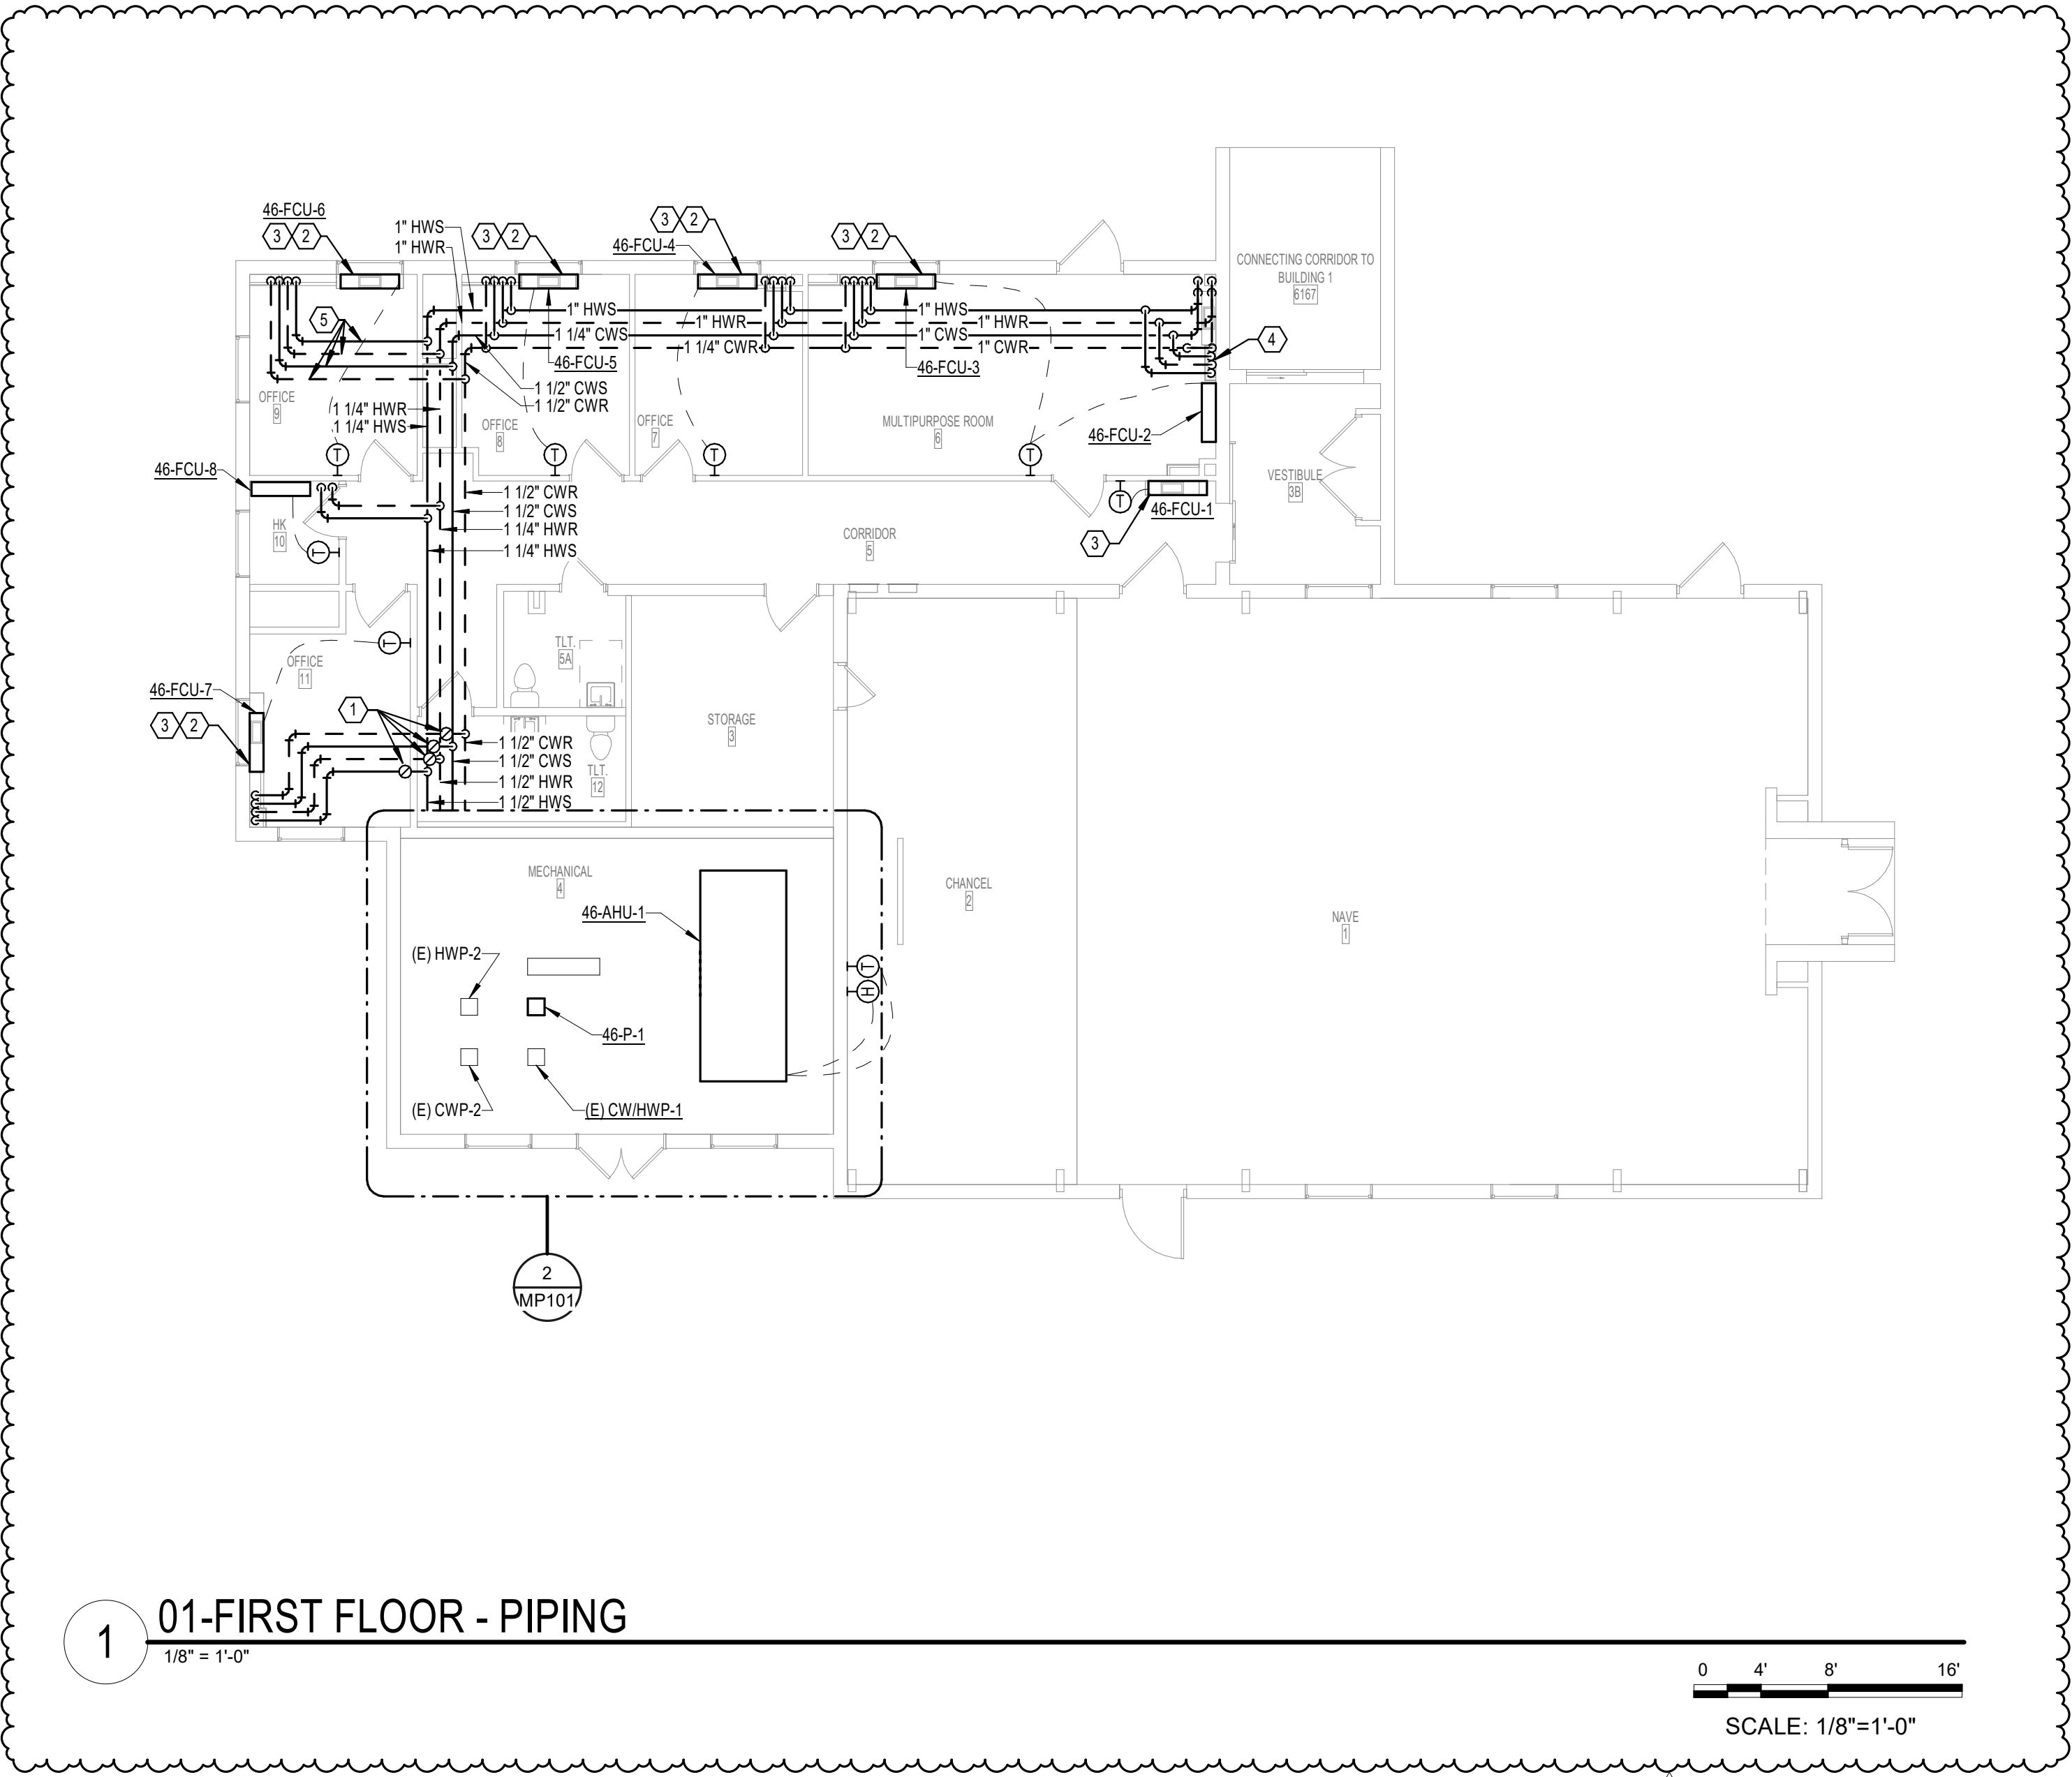 46-FCU-6
3 2
1" HWS
1" HWR
3 2
46-FCU-4
3 2
3 2
CONNECTING CORRIDOR TO
BUILDING 1
6167
5
1" HWS
1" HWR
1 1/4" CWS
1 1/4" CWR
46-FCU-5
1" HWS
1" HWR
1" CWS
1" CWR
46-FCU-3
4
1 1/2" CWS
1 1/2" CWR
OFFICE
9
1 1/4" HWR
1 1/4" HWS
OFFICE
8
OFFICE
7
MULTIPURPOSE ROOM
6
46-FCU-2
T
T
T
T
46-FCU-8
VESTIBULE
3B
1 1/2" CWR
1 1/2" CWS
1 1/4" HWR
1 1/4" HWS
T
46-FCU-1
HK
10
T
CORRIDOR
5
3
TLT.
5A
T
OFFICE
11
46-FCU-7
3 2
1
STORAGE
3
1 1/2" CWR
1 1/2" CWS
1 1/2" HWR
1 1/2" HWS
TLT.
12
MECHANICAL
4
46-AHU-1
CHANCEL
2
NAVE
1
(E) HWP-2
T
H
46-P-1
(E) CWP-2
(E) CW/HWP-1
2
MP101
1
01-FIRST FLOOR - PIPING
1/8" = 1'-0"
0 4' 8' 16'
SCALE: 1/8"=1'-0"